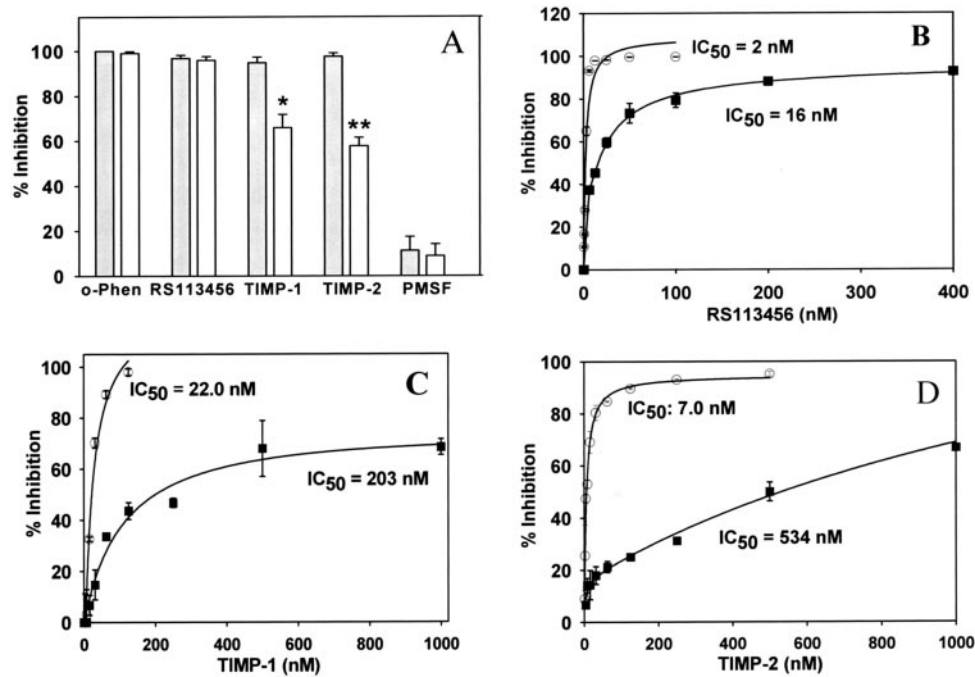 A
% Inhibition
100
80
60
40
20
0
*
**
o-Phen RS113456 TIMP-1 TIMP-2 PMSF
B
% Inhibition
120
100
80
60
40
20
0
IC50 = 2 nM
IC50 = 16 nM
0 100 200 300 400
RS113456 (nM)
C
% Inhibition
100
80
60
40
20
0
IC50 = 22.0 nM
IC50 = 203 nM
0 200 400 600 800 1000
TIMP-1 (nM)
D
% Inhibition
100
80
60
40
20
0
IC50: 7.0 nM
IC50 = 534 nM
0 200 400 600 800 1000
TIMP-2 (nM)